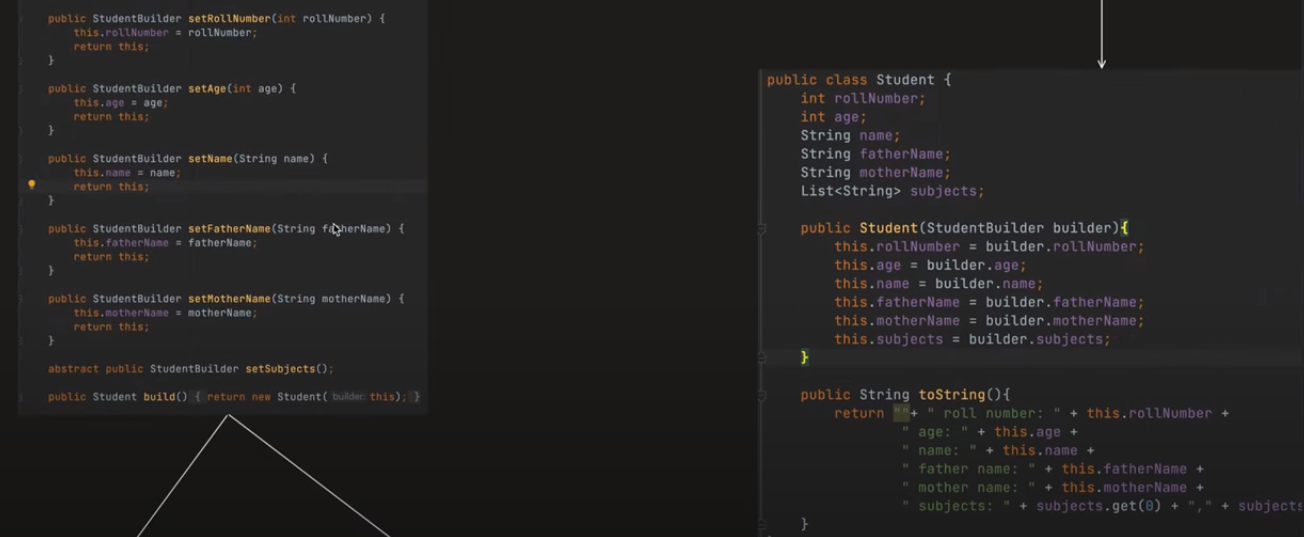 public StudentBuilder setRollNumber(int rollNumber) {
this.rollNumber = rollNumber;
return this;
}
public StudentBuilder setAge(int age) {
this.age = age;
return this;
}
public StudentBuilder setName(String name) {
this.name = name;
return this;
}
public StudentBuilder setFatherName(String fatherName) {
this.fatherName = fatherName;
return this;
}
public StudentBuilder setMotherName(String motherName) {
this.motherName = motherName;
return this;
}
abstract public StudentBuilder setSubjects();
public Student build() { return new Student( builder: this); }
public class Student {
int rollNumber;
int age;
String name;
String fatherName;
String motherName;
List<String> subjects;
public Student(StudentBuilder builder){
this.rollNumber = builder.rollNumber;
this.age = builder.age;
this.name = builder.name;
this.fatherName = builder.fatherName;
this.motherName = builder.motherName;
this.subjects = builder.subjects;
}
public String toString(){
return ""+ " roll number: " + this.rollNumber +
" age: " + this.age +
" name: " + this.name +
" father name: " + this.fatherName +
" mother name: " + this.motherName +
" subjects: " + subjects.get(0) + "," + subjects
}